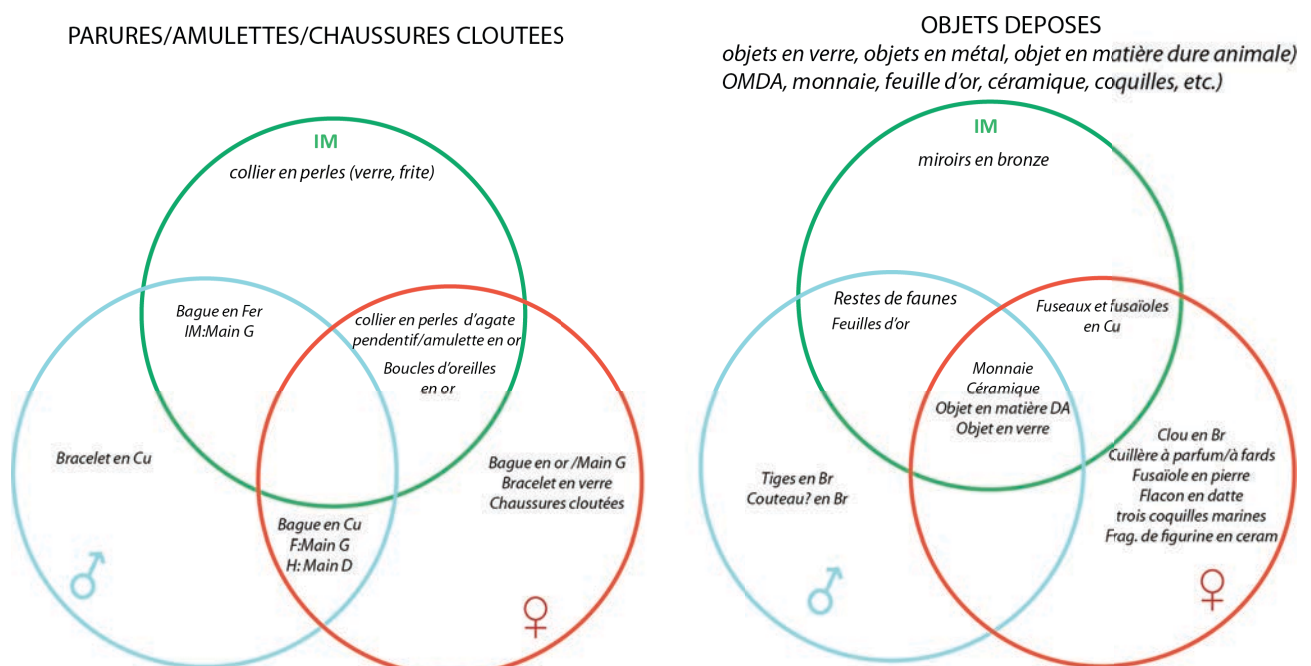 PARURES/AMULETTES/CHAUSSURES CLOUTEES
IM
collier en perles (verre, frite)
Bague en Fer
IM:Main G
collier en perles d'agate
pendentif/amulette en or
Boucles d'oreilles
en or
Bracelet en Cu
Bague en or /Main G
Bracelet en verre
Chaussures cloutées
Bague en Cu
F:Main G
H: Main D
OBJETS DEPOSES
objets en verre, objets en métal, objet en matière dure animale)
OMDA, monnaie, feuille d'or, céramique, coquilles, etc.)
IM
miroirs en bronze
Restes de faunes
Feuilles d'or
Fuseaux et fusaïoles
en Cu
Monnaie
Céramique
Objet en matière DA
Objet en verre
Tiges en Br
Couteau? en Br
Clou en Br
Cuillère à parfum/à fards
Fusaïole en pierre
Flacon en datte
trois coquilles marines
Frag. de figurine en ceram